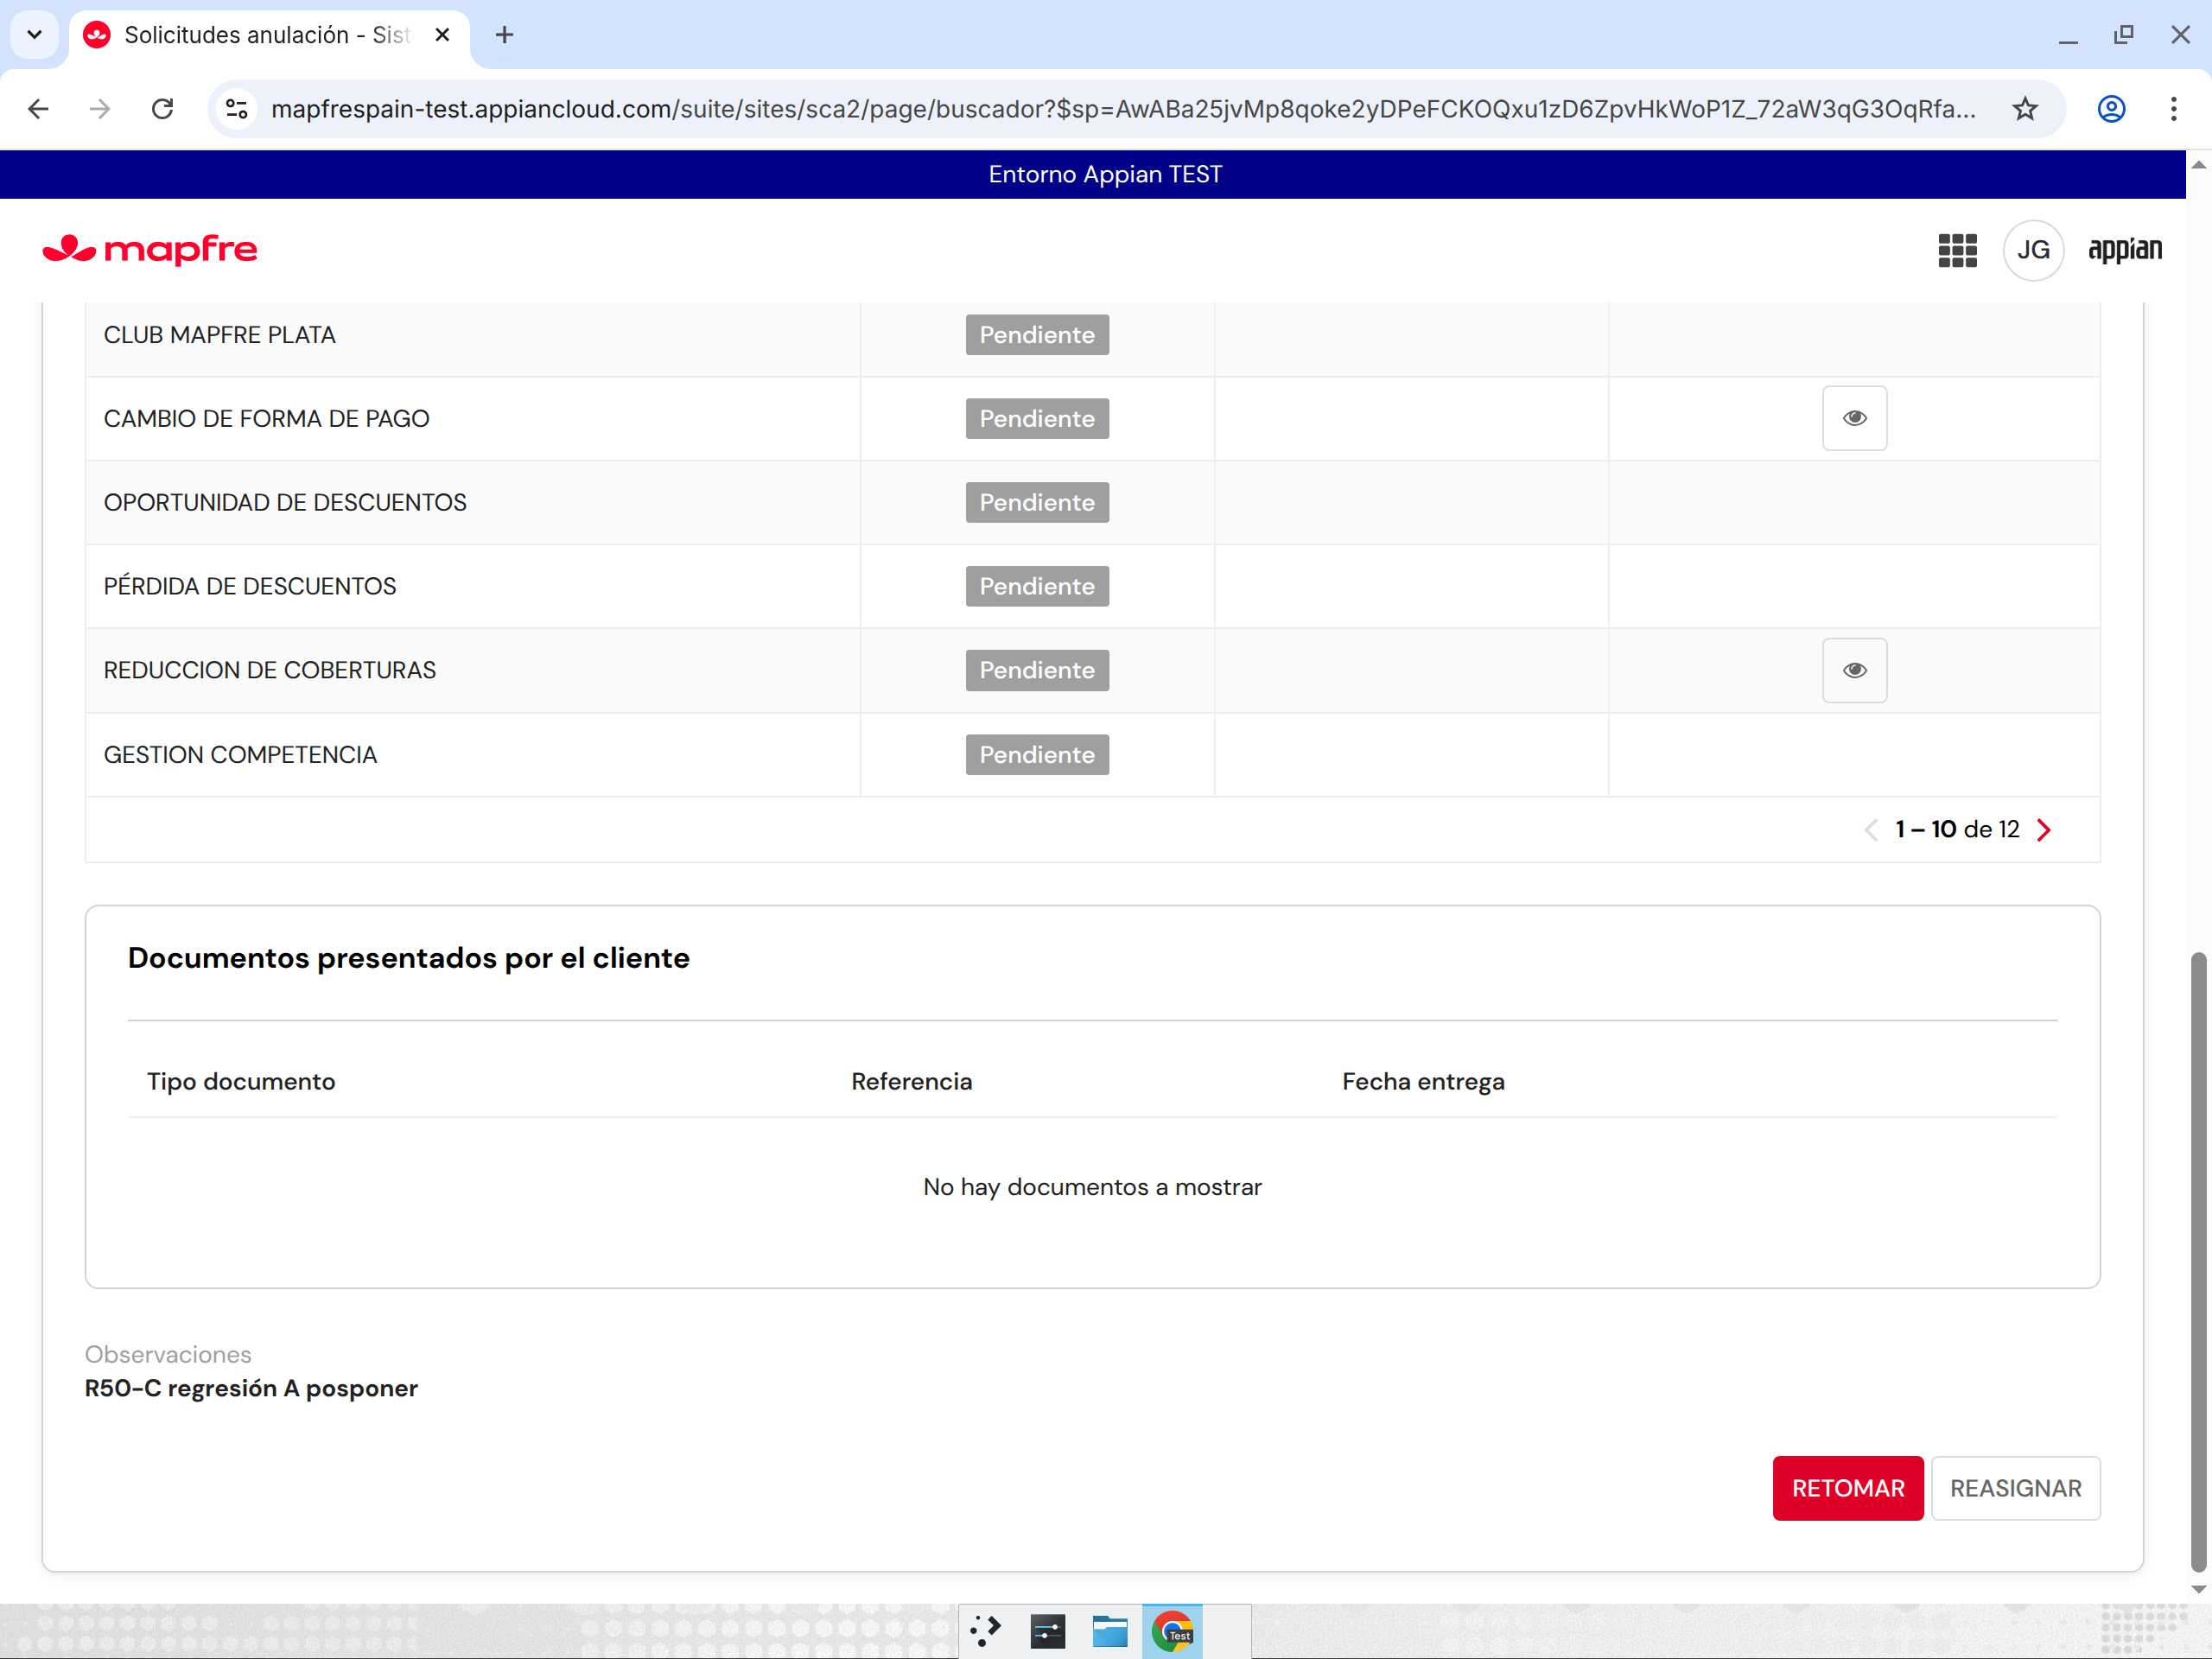 Solicitudes anulación - Sist
mapfrespain-test.appiancloud.com/suite/sites/sca2/page/buscador?$sp=AwABa25jvMp8qoke2yDPeFCKOQxu1zD6ZpvHkWoP1Z_72aW3qG3OqRfa...
Entorno Appian TEST
mapfre
JG
appian
CLUB MAPFRE PLATA Pendiente
CAMBIO DE FORMA DE PAGO Pendiente
OPORTUNIDAD DE DESCUENTOS Pendiente
PÉRDIDA DE DESCUENTOS Pendiente
REDUCCION DE COBERTURAS Pendiente
GESTION COMPETENCIA Pendiente
1 – 10 de 12
Documentos presentados por el cliente
Tipo documento Referencia Fecha entrega
No hay documentos a mostrar
Observaciones
R50-C regresión A posponer
RETOMAR REASIGNAR
Test